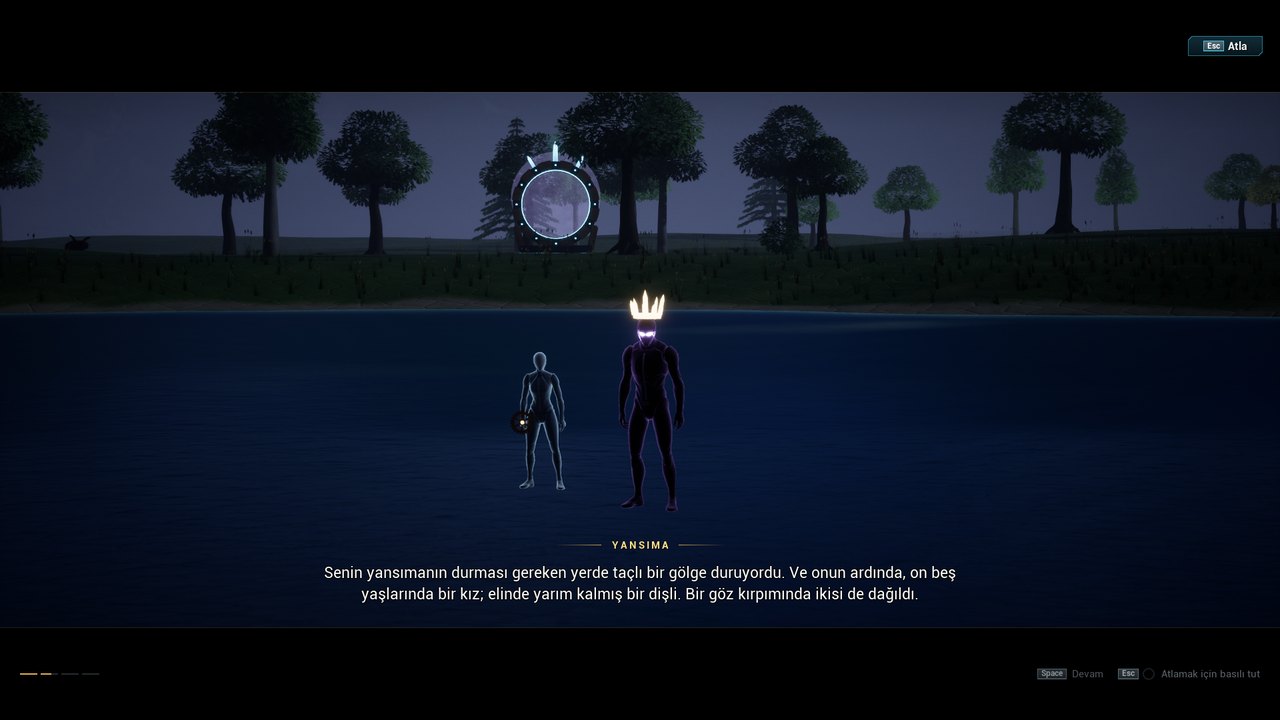 Esc Atla
YANSIMA
Senin yansımanın durması gereken yerde taçlı bir gölge duruyordu. Ve onun ardında, on beş
yaşlarında bir kız; elinde yarım kalmış bir dişli. Bir göz kırpımında ikisi de dağıldı.
Space Devam Esc Atlamak için basılı tut